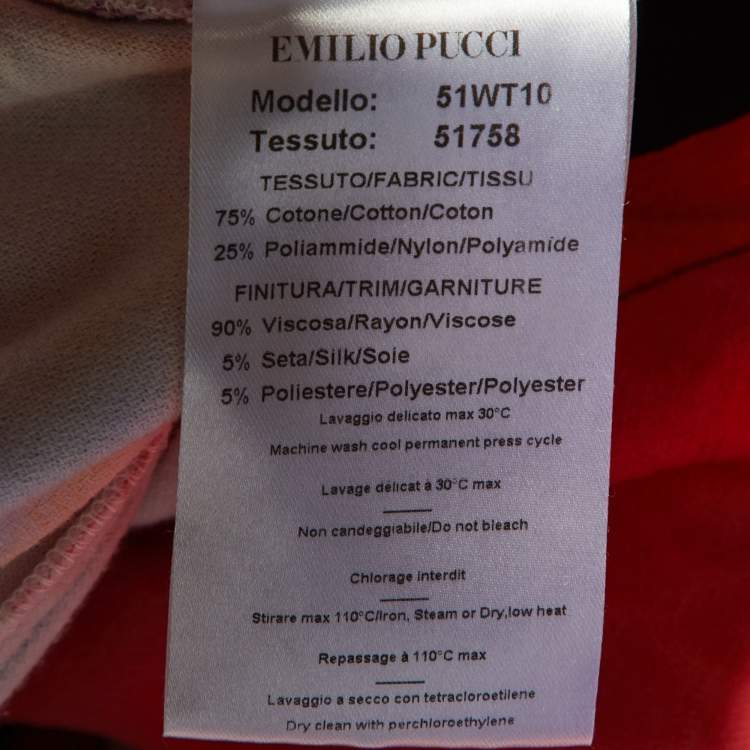 EMILIO PUCCI
Modello: 51WT10
Tessuto: 51758
TESSUTO/FABRIC/TISSU
75% Cotone/Cotton/Coton
25% Poliammide/Nylon/Polyamide
FINITURA/TRIM/GARNITURE
90% Viscosa/Rayon/Viscose
5% Seta/Silk/Soie
5% Poliestere/Polyester/Polyester
Lavaggio delicato max 30°C
Machine wash cool permanent press cycle
Lavage délicat à 30°C max
Non candeggiabile/Do not bleach
Chlorage interdit
Stirare max 110°C/Iron, Steam or Dry,low heat
Repassage à 110°C max
Lavaggio a secco con tetracloroetilene
Dry clean with perchloroethylene